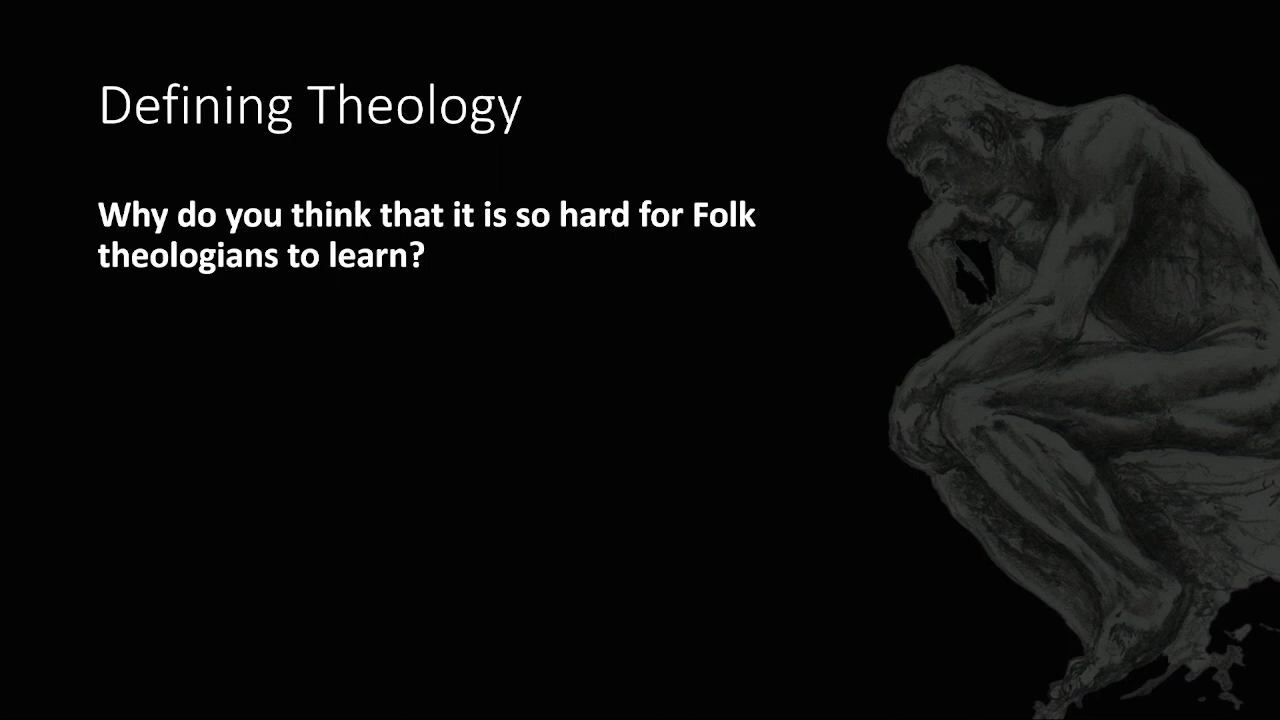 Defining Theology
Why do you think that it is so hard for Folk
theologians to learn?